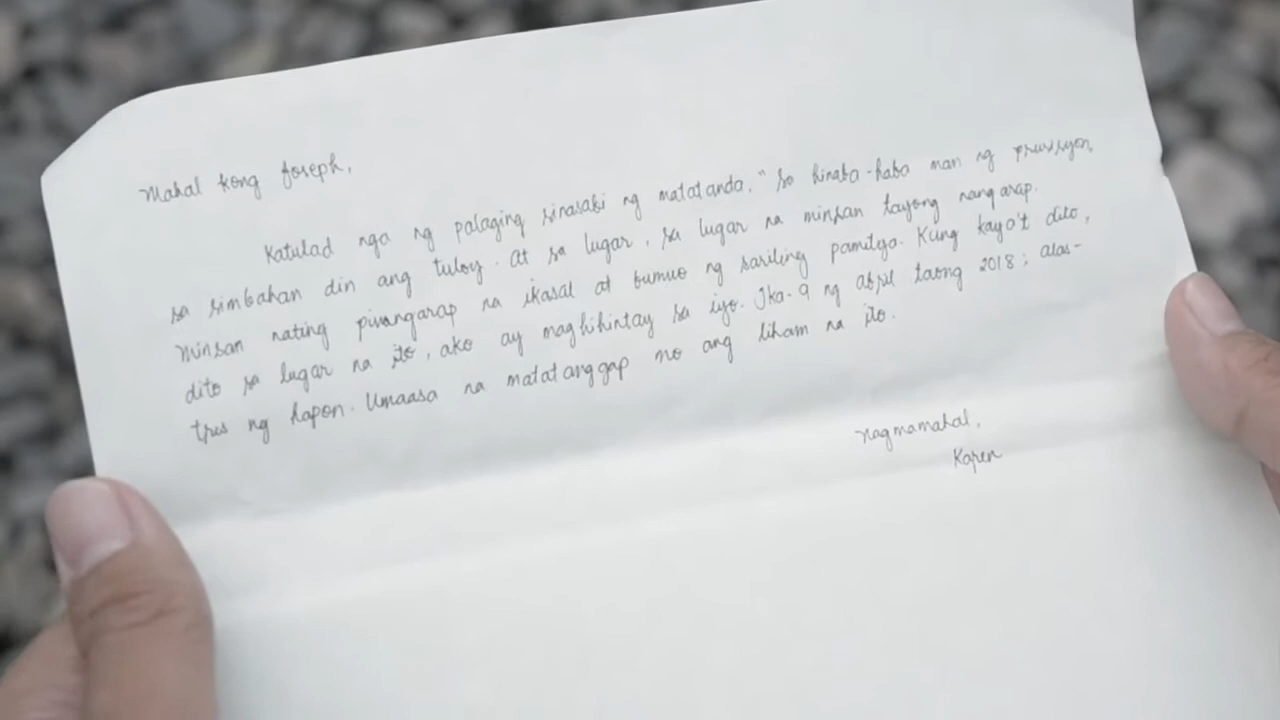 Mahal kong Joseph,
Katulad nga ng palaging sinasabi ng matatanda, "Sa hinaba-haba man ng prusisyon,
sa simbahan din ang tuloy. At sa lugar, sa lugar na minsan tayong nangarap.
Minsan nating pinangarap na ikasal at bumuo ng sariling pamilya. Kung kayo't dito,
dito sa lugar na ito, ako ay maghihintay sa iyo. Ika-9 ng abril taong 2018; alas-
tres ng hapon. Umaasa na matatanggap mo ang liham na ito.
Nagmamahal,
Karen